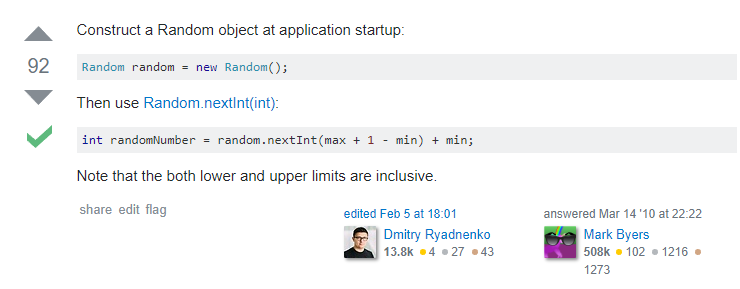 Construct a Random object at application startup:
92
Random random = new Random();
Then use Random.nextInt(int):
int randomNumber = random.nextInt(max + 1 - min) + min;
Note that the both lower and upper limits are inclusive.
share edit flag
edited Feb 5 at 18:01
Dmitry Ryadnenko
13.8k ● 4 ● 27 ● 43
answered Mar 14 '10 at 22:22
Mark Byers
508k ● 102 ● 1216 ●
1273